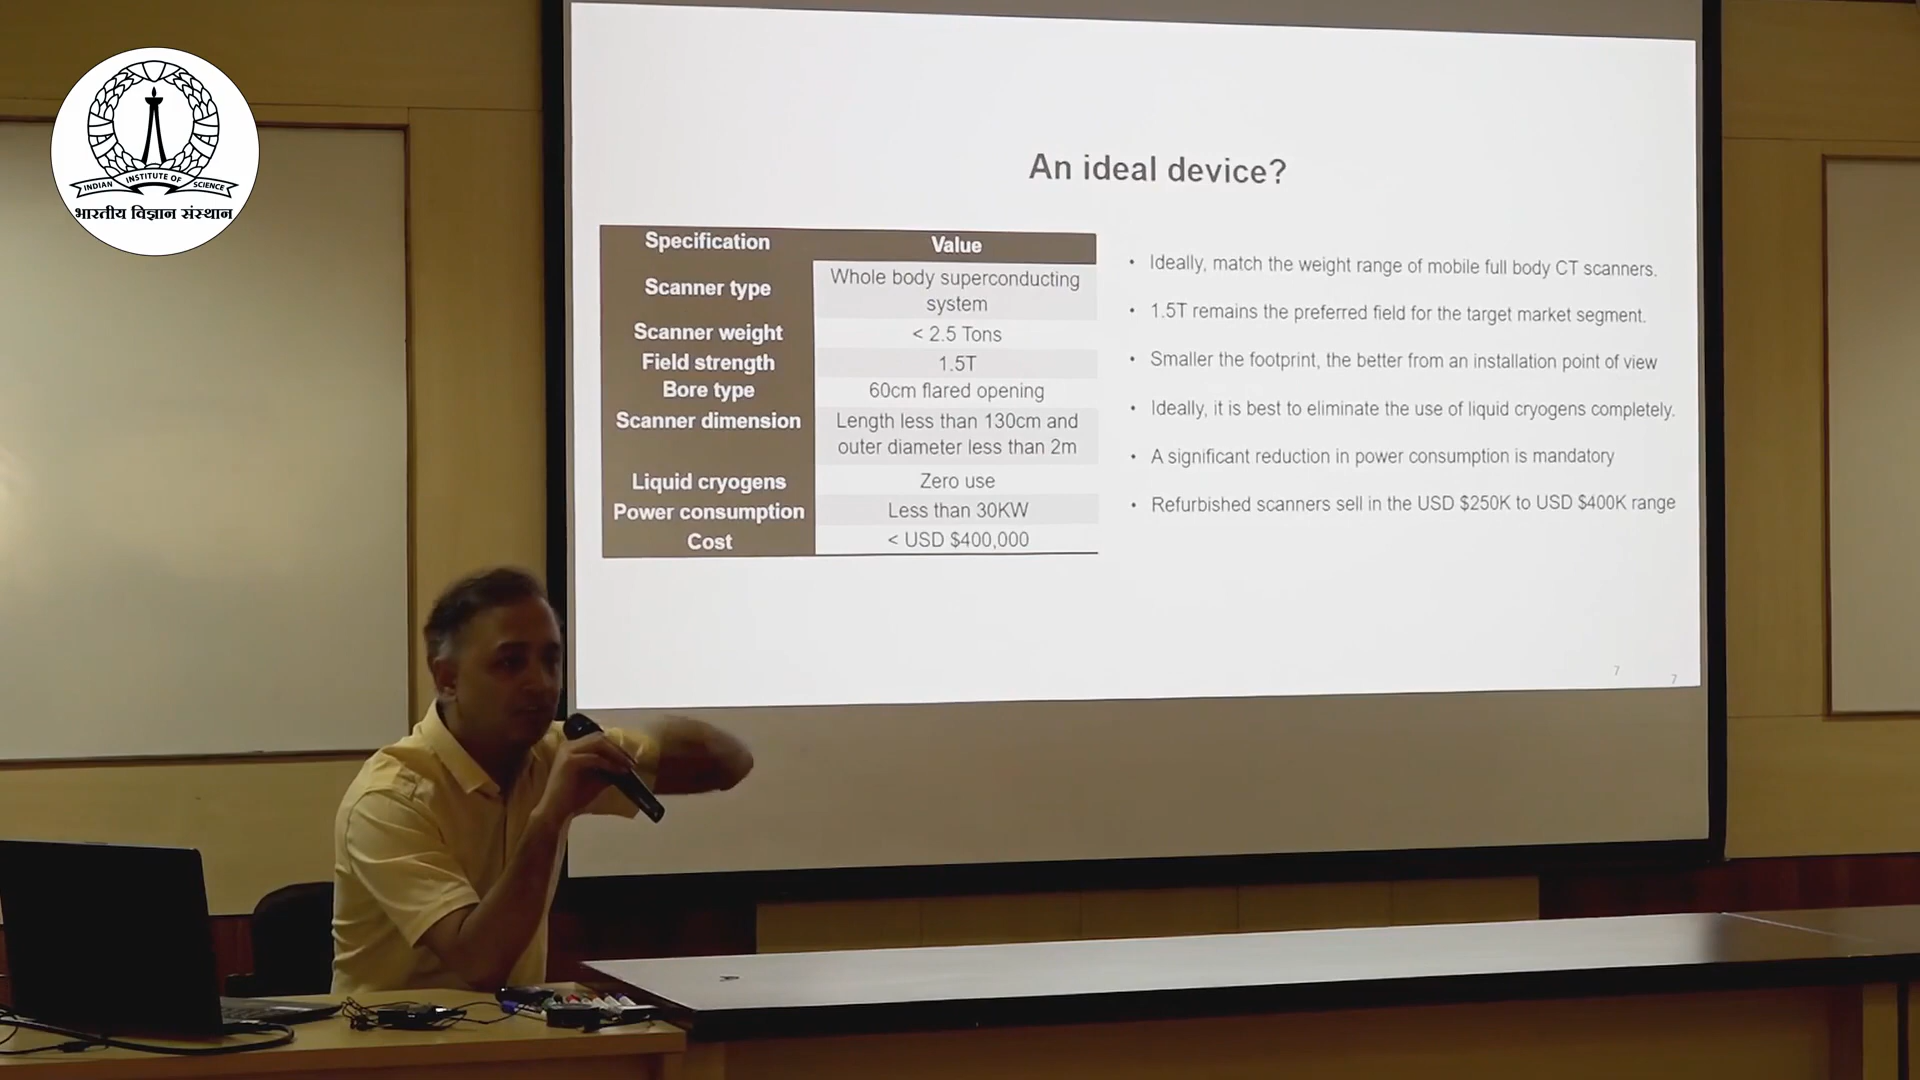 INDIAN INSTITUTE OF SCIENCE
भारतीय विज्ञान संस्थान
An ideal device?
Specification Value
Scanner type Whole body superconducting
system
Scanner weight < 2.5 Tons
Field strength 1.5T
Bore type 60cm flared opening
Scanner dimension Length less than 130cm and
outer diameter less than 2m
Liquid cryogens Zero use
Power consumption Less than 30KW
Cost < USD $400,000
• Ideally, match the weight range of mobile full body CT scanners.
• 1.5T remains the preferred field for the target market segment.
• Smaller the footprint, the better from an installation point of view
• Ideally, it is best to eliminate the use of liquid cryogens completely.
• A significant reduction in power consumption is mandatory
• Refurbished scanners sell in the USD $250K to USD $400K range
7
7